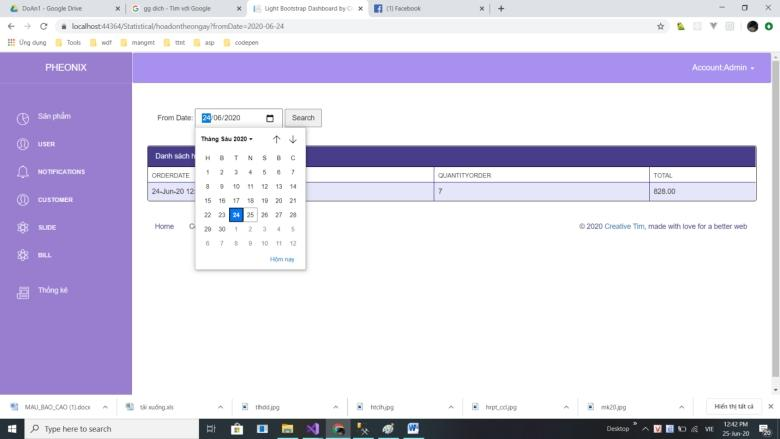 DoAn1 - Google Drive
gg dich - Tìm với Google
Light Bootstrap Dashboard by C
(1) Facebook
localhost:44364/Statistical/hoadontheongay?fromDate=2020-06-24
Ứng dụng
Tools
wdf
mangmt
ttnt
asp
codepen
PHEONIX
Account:Admin
Sản phẩm
USER
NOTIFICATIONS
CUSTOMER
SLIDE
BILL
Thống kê
From Date: 24/06/2020 Search
Tháng Sáu 2020
H B T N S B C
1 2 3 4 5 6 7
8 9 10 11 12 13 14
15 16 17 18 19 20 21
22 23 24 25 26 27 28
29 30 1 2 3 4 5
6 7 8 9 10 11 12
Hôm nay
Danh sách h
ORDERDATE QUANTITYORDER TOTAL
24-Jun-20 12: 7 828.00
Home
© 2020 Creative Tim, made with love for a better web
MAU_BAO_CAO (1).docx
tải xuống.xls
tlhdd.jpg
htclh.jpg
hrpt_ccl.jpg
mk20.jpg
Hiển thị tất cả
Type here to search
Desktop
VIE
12:42 PM
25-Jun-20
20